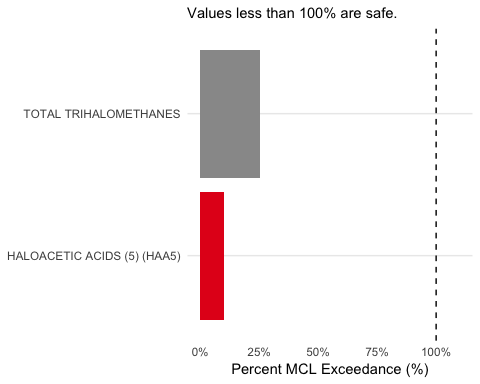 Values less than 100% are safe.
TOTAL TRIHALOMETHANES
HALOACETIC ACIDS (5) (HAA5)
0% 25% 50% 75% 100%
Percent MCL Exceedance (%)